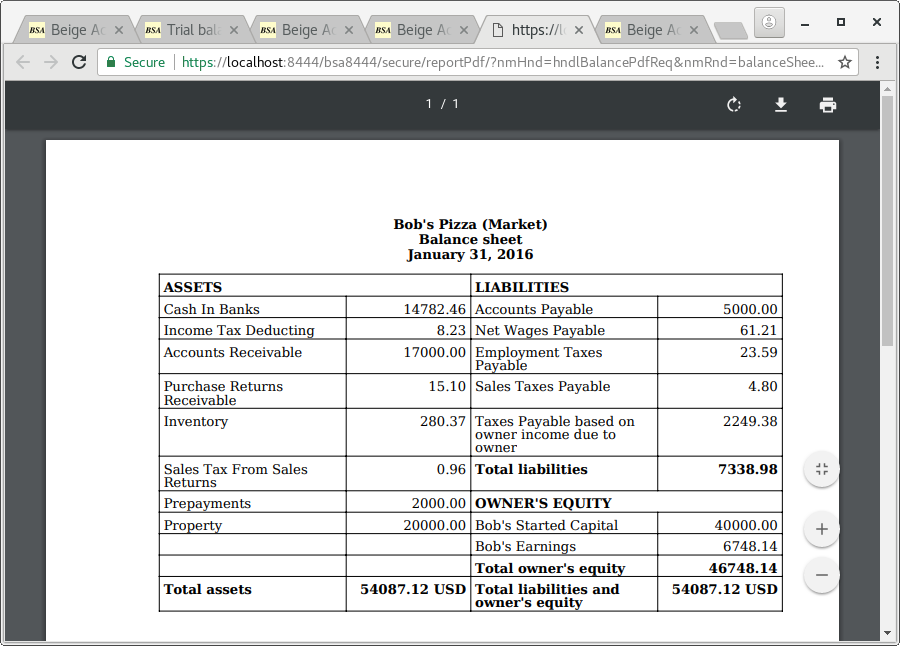 BSA Beige Ac
BSA Trial bal
BSA Beige Ac
BSA Beige Ac
https://lo
BSA Beige Ac
Secure https://localhost:8444/bsa8444/secure/reportPdf/?nmHnd=hndlBalancePdfReq&nmRnd=balanceShee...
1 / 1
Bob's Pizza (Market)
Balance sheet
January 31, 2016
ASSETS LIABILITIES
Cash In Banks 14782.46 Accounts Payable 5000.00
Income Tax Deducting 8.23 Net Wages Payable 61.21
Accounts Receivable 17000.00 Employment Taxes 23.59
Payable
Purchase Returns 15.10 Sales Taxes Payable 4.80
Receivable
Inventory 280.37 Taxes Payable based on 2249.38
owner income due to
owner
Sales Tax From Sales 0.96 Total liabilities 7338.98
Returns
Prepayments 2000.00 OWNER'S EQUITY
Property 20000.00 Bob's Started Capital 40000.00
Bob's Earnings 6748.14
Total owner's equity 46748.14
Total assets 54087.12 USD Total liabilities and 54087.12 USD
owner's equity